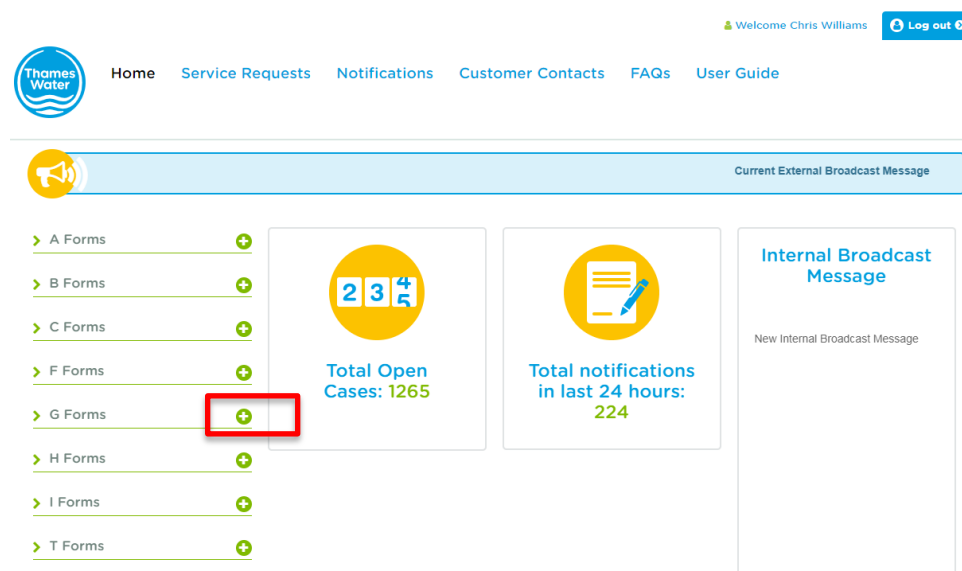 Welcome Chris Williams
Log out
Thames
Water
Home Service Requests Notifications Customer Contacts FAQs User Guide
Current External Broadcast Message
A Forms
B Forms
C Forms
F Forms
G Forms
H Forms
I Forms
T Forms
2 3 4
5
Total Open
Cases: 1265
Total notifications
in last 24 hours:
224
Internal Broadcast
Message
New Internal Broadcast Message